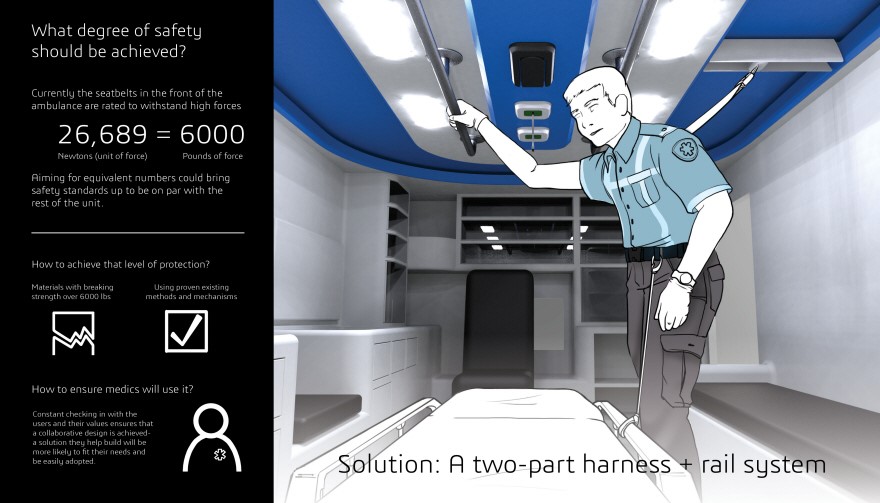 What degree of safety
should be achieved?
Currently the seatbelts in the front of the
ambulance are rated to withstand high forces
26,689 = 6000
Newtons (unit of force) Pounds of force
Aiming for equivalent numbers could bring
safety standards up to be on par with the
rest of the unit.
How to achieve that level of protection?
Materials with breaking
strength over 6000 lbs
Using proven existing
methods and mechanisms
How to ensure medics will use it?
Constant checking in with the
users and their values ensures that
a collaborative design is achieved-
a solution they help build will be
more likely to fit their needs and
be easily adopted.
Solution: A two-part harness + rail system